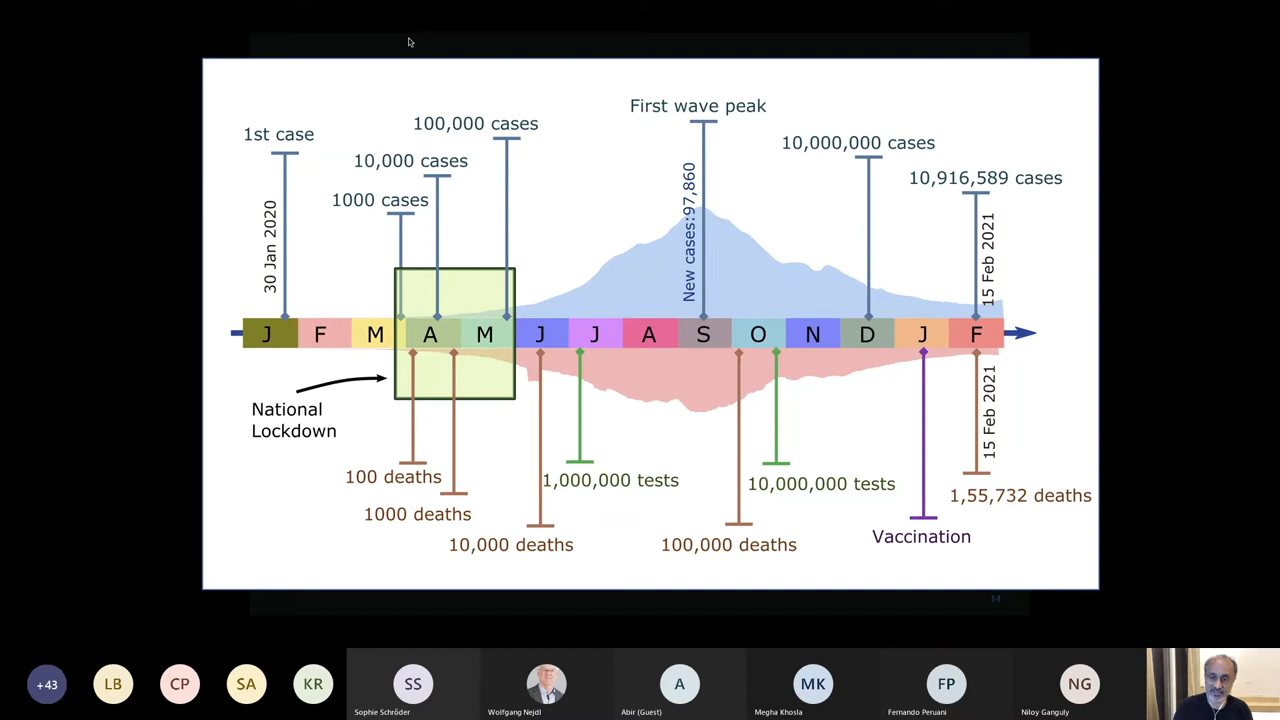 First wave peak
100,000 cases
1st case
10,000,000 cases
10,000 cases
10,916,589 cases
1000 cases
30 Jan 2020
New cases:97,860
15 Feb 2021
J F M A M J J A S O N D J F
National
Lockdown
15 Feb 2021
100 deaths
1,000,000 tests
10,000,000 tests
1,55,732 deaths
1000 deaths
Vaccination
10,000 deaths
100,000 deaths
14
+43
LB
CP
SA
KR
SS
A
MK
FP
NG
Sophie Schröder
Wolfgang Nejdl
Abir (Guest)
Megha Khosla
Fernando Peruani
Niloy Ganguly